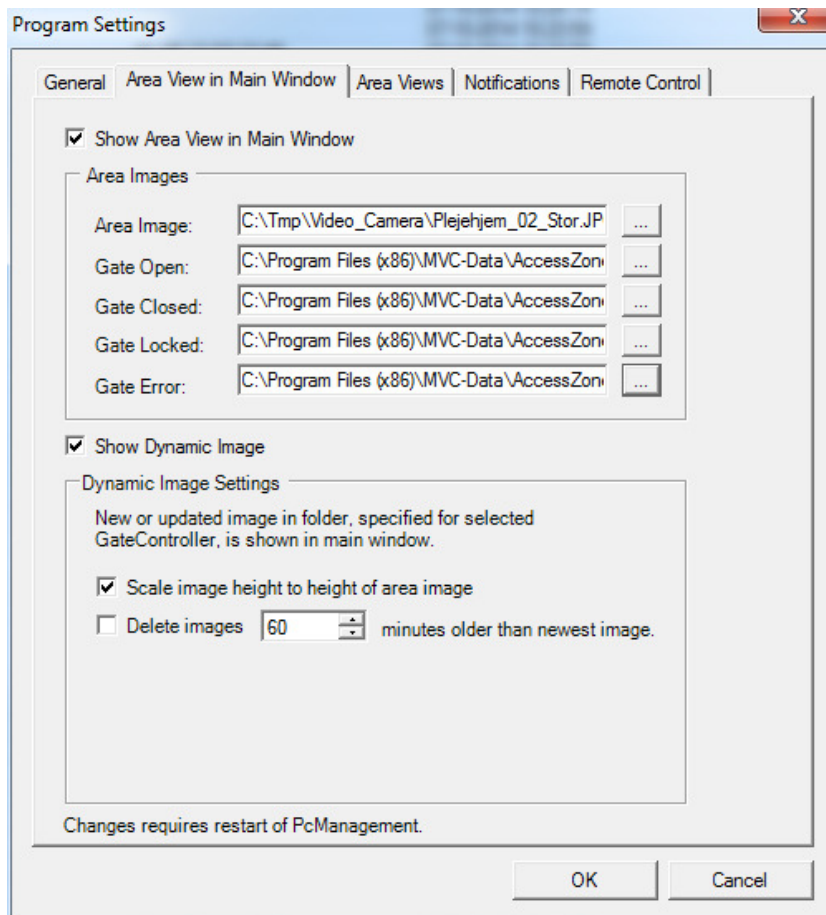 Program Settings
General Area View in Main Window Area Views Notifications Remote Control
Show Area View in Main Window
Area Images
Area Image: C:\Tmp\Video_Camera\Plejehjem_02_Stor.JP ...
Gate Open: C:\Program Files (x86)\MVC-Data\AccessZon ...
Gate Closed: C:\Program Files (x86)\MVC-Data\AccessZon ...
Gate Locked: C:\Program Files (x86)\MVC-Data\AccessZon ...
Gate Error: C:\Program Files (x86)\MVC-Data\AccessZon ...
Show Dynamic Image
Dynamic Image Settings
New or updated image in folder, specified for selected
GateController, is shown in main window.
Scale image height to height of area image
Delete images 60 minutes older than newest image.
Changes requires restart of PcManagement.
OK Cancel